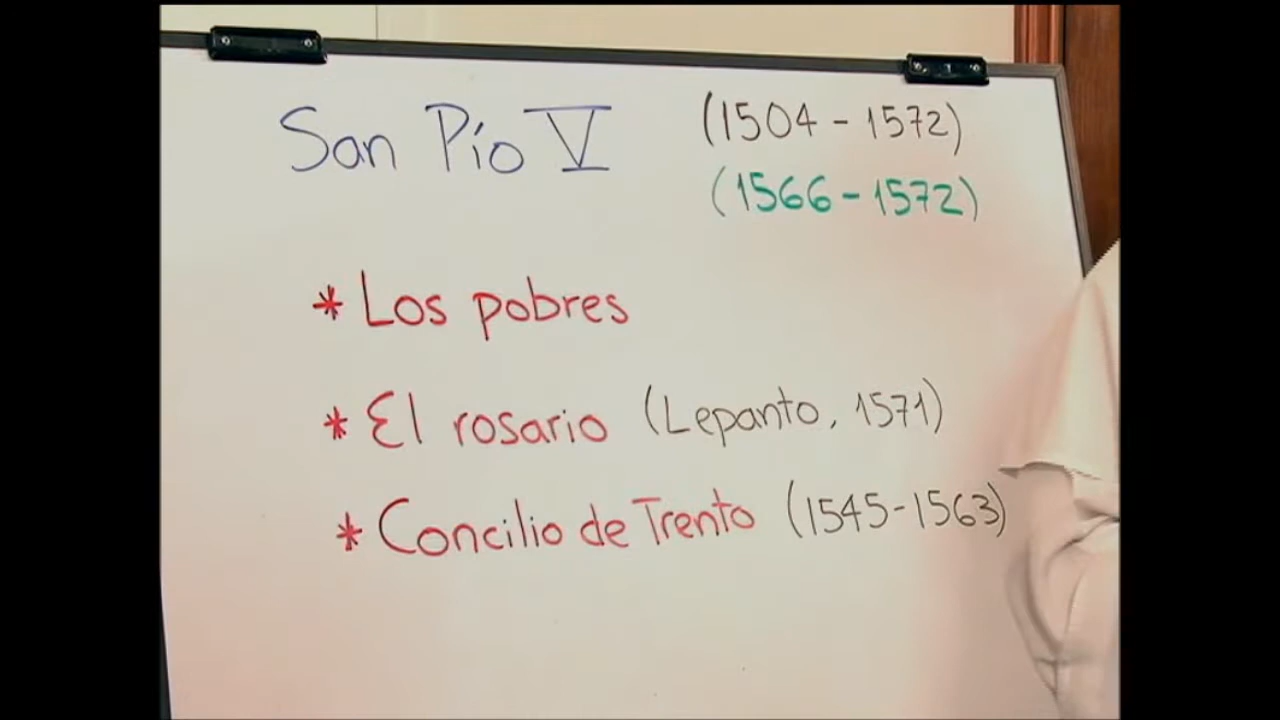 San Pío V (1504 - 1572)
(1566 - 1572)
* Los pobres
* El rosario (Lepanto, 1571)
* Concilio de Trento (1545-1563)